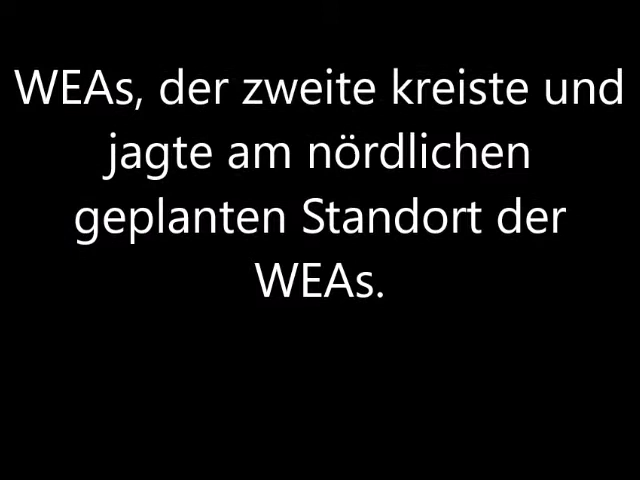 WEAs, der zweite kreiste und
jagte am nördlichen
geplanten Standort der
WEAs.